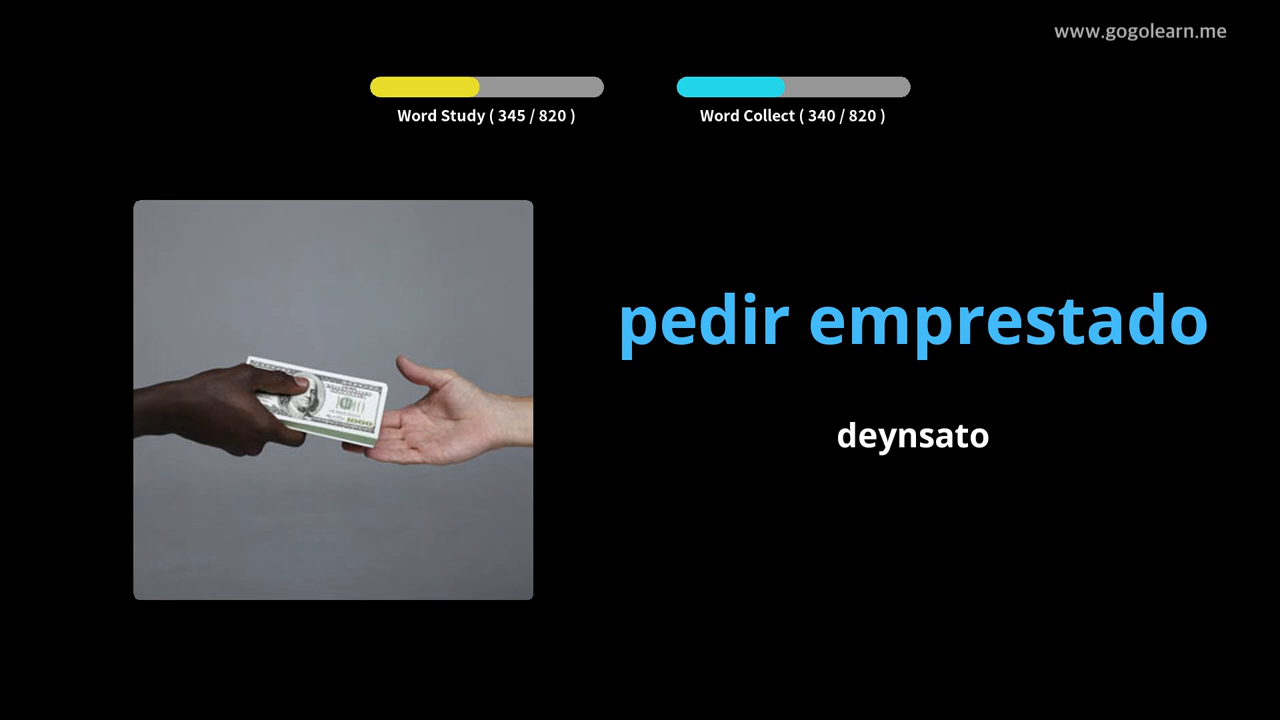 www.gogolearn.me
Word Study ( 345 / 820 )
Word Collect ( 340 / 820 )
pedir emprestado
deynsato